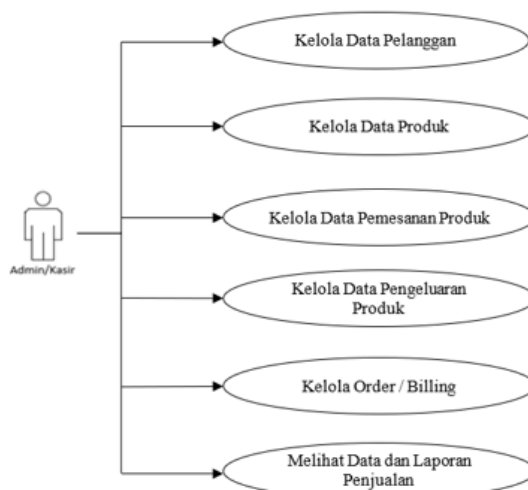 Kelola Data Pelanggan
Kelola Data Produk
Kelola Data Pemesanan Produk
Admin/Kasir
Kelola Data Pengeluaran
Produk
Kelola Order / Billing
Melihat Data dan Laporan
Penjualan